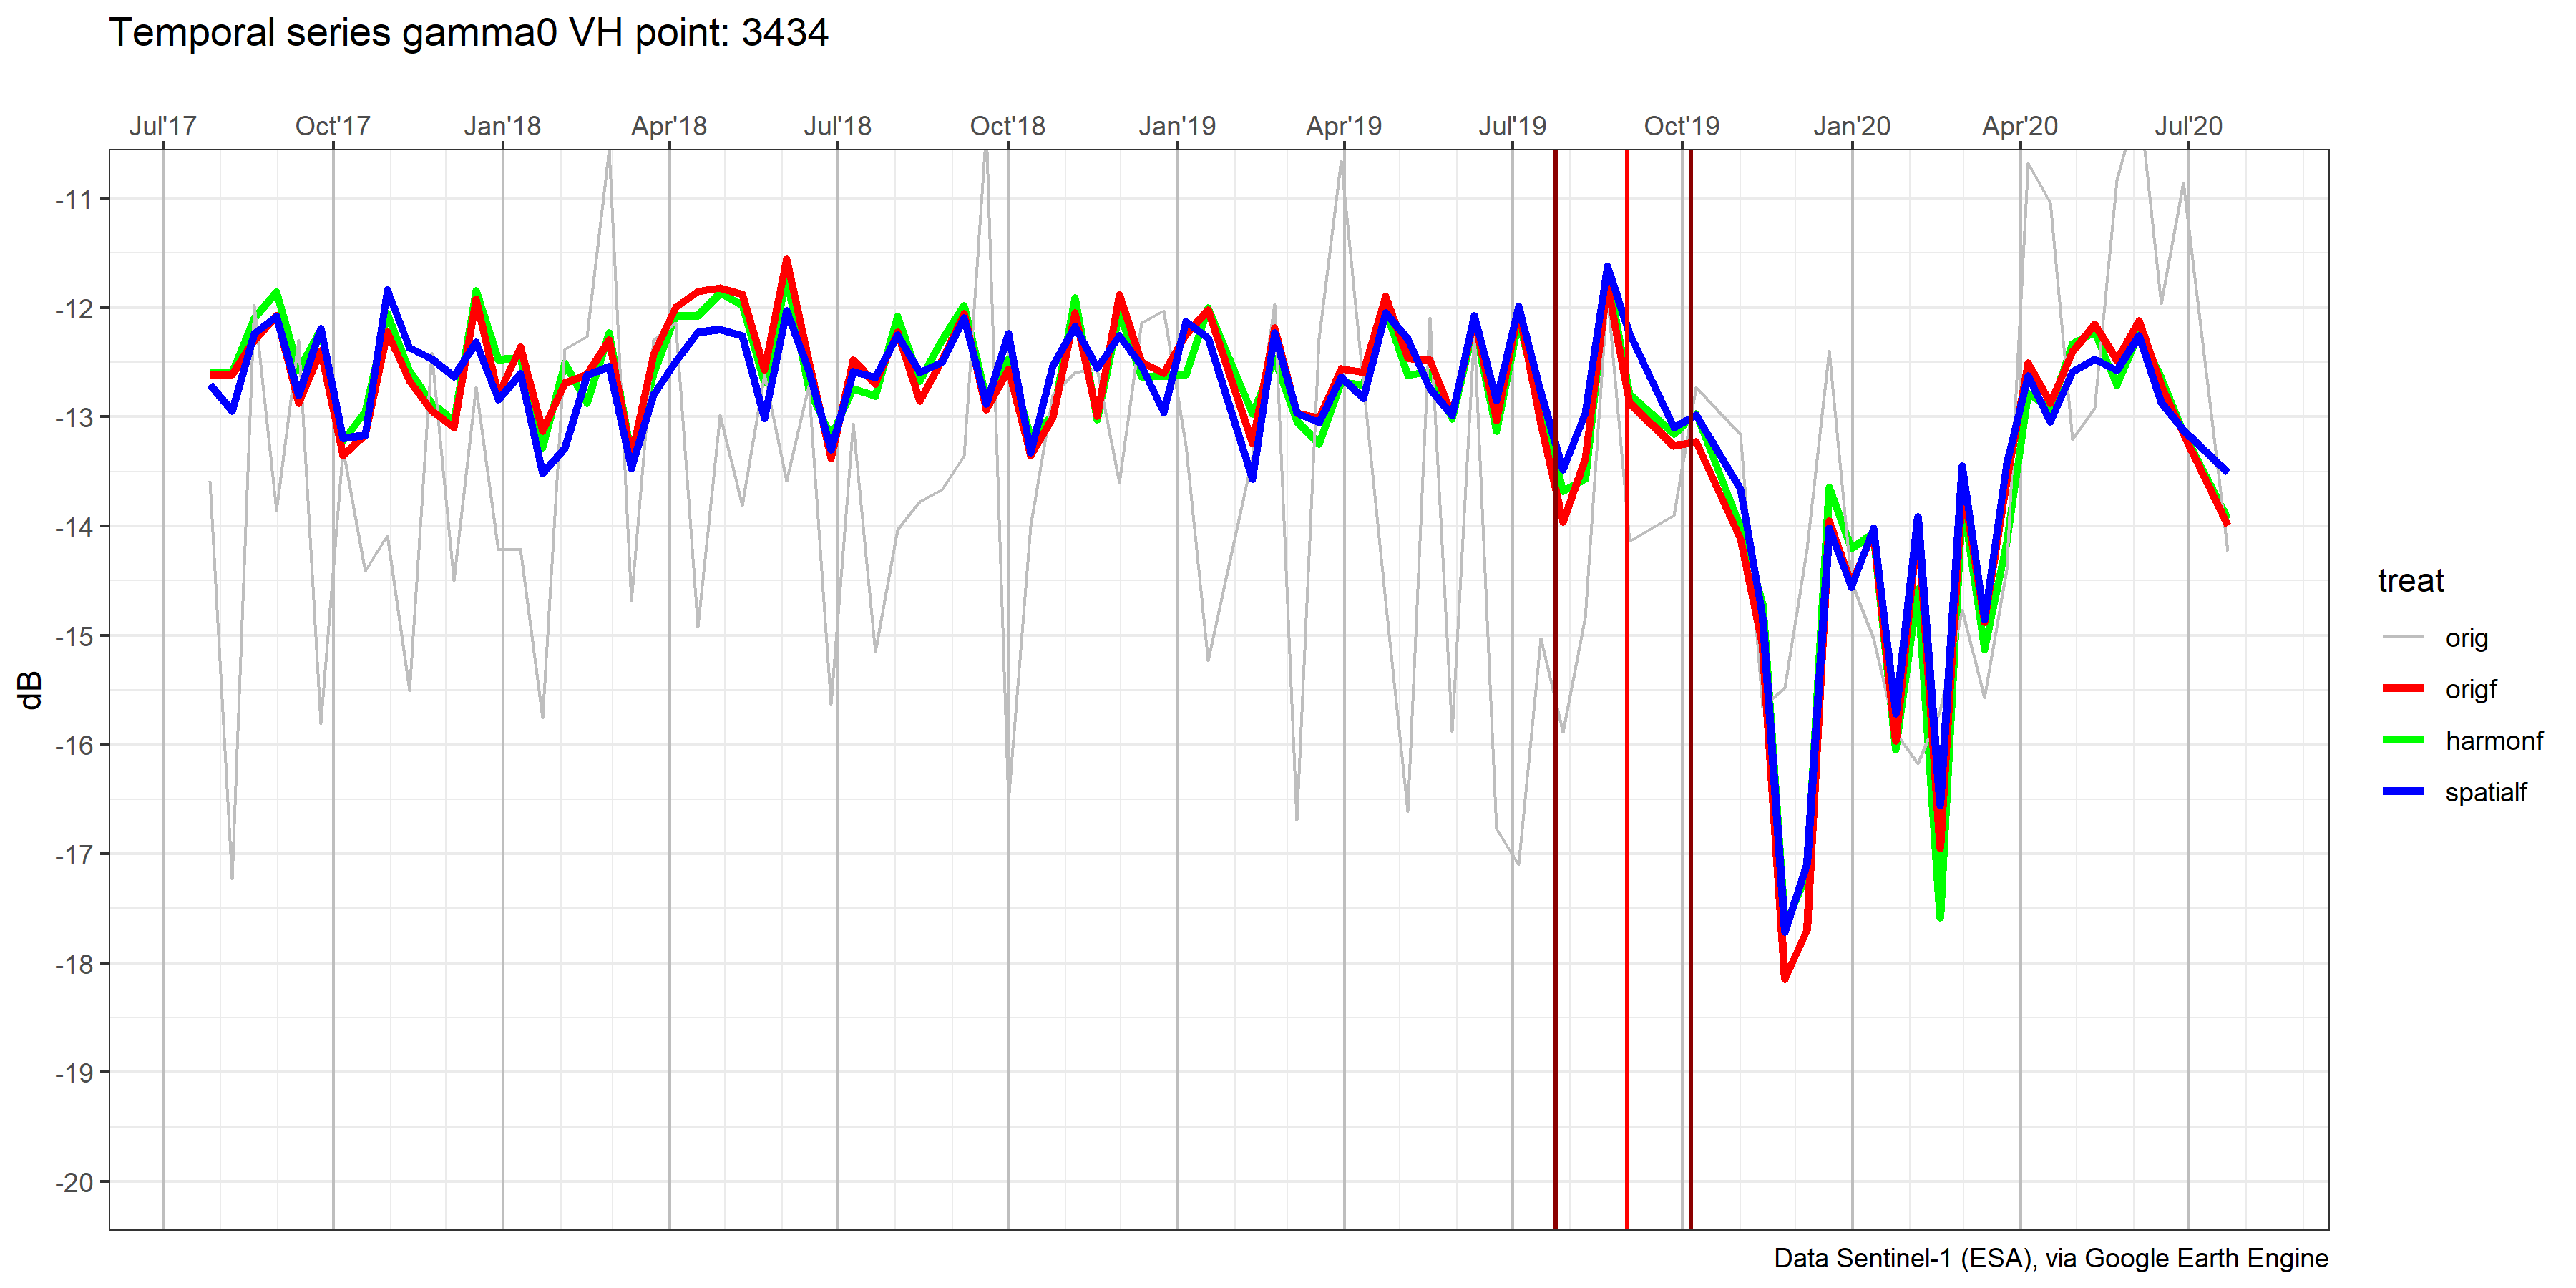 Temporal series gamma0 VH point: 3434
Jul'17 Oct'17 Jan'18 Apr'18 Jul'18 Oct'18 Jan'19 Apr'19 Jul'19 Oct'19 Jan'20 Apr'20 Jul'20
-11
-12
-13
-14
-15
-16
-17
-18
-19
-20
dB
treat
orig
origf
harmonf
spatialf
Data Sentinel-1 (ESA), via Google Earth Engine